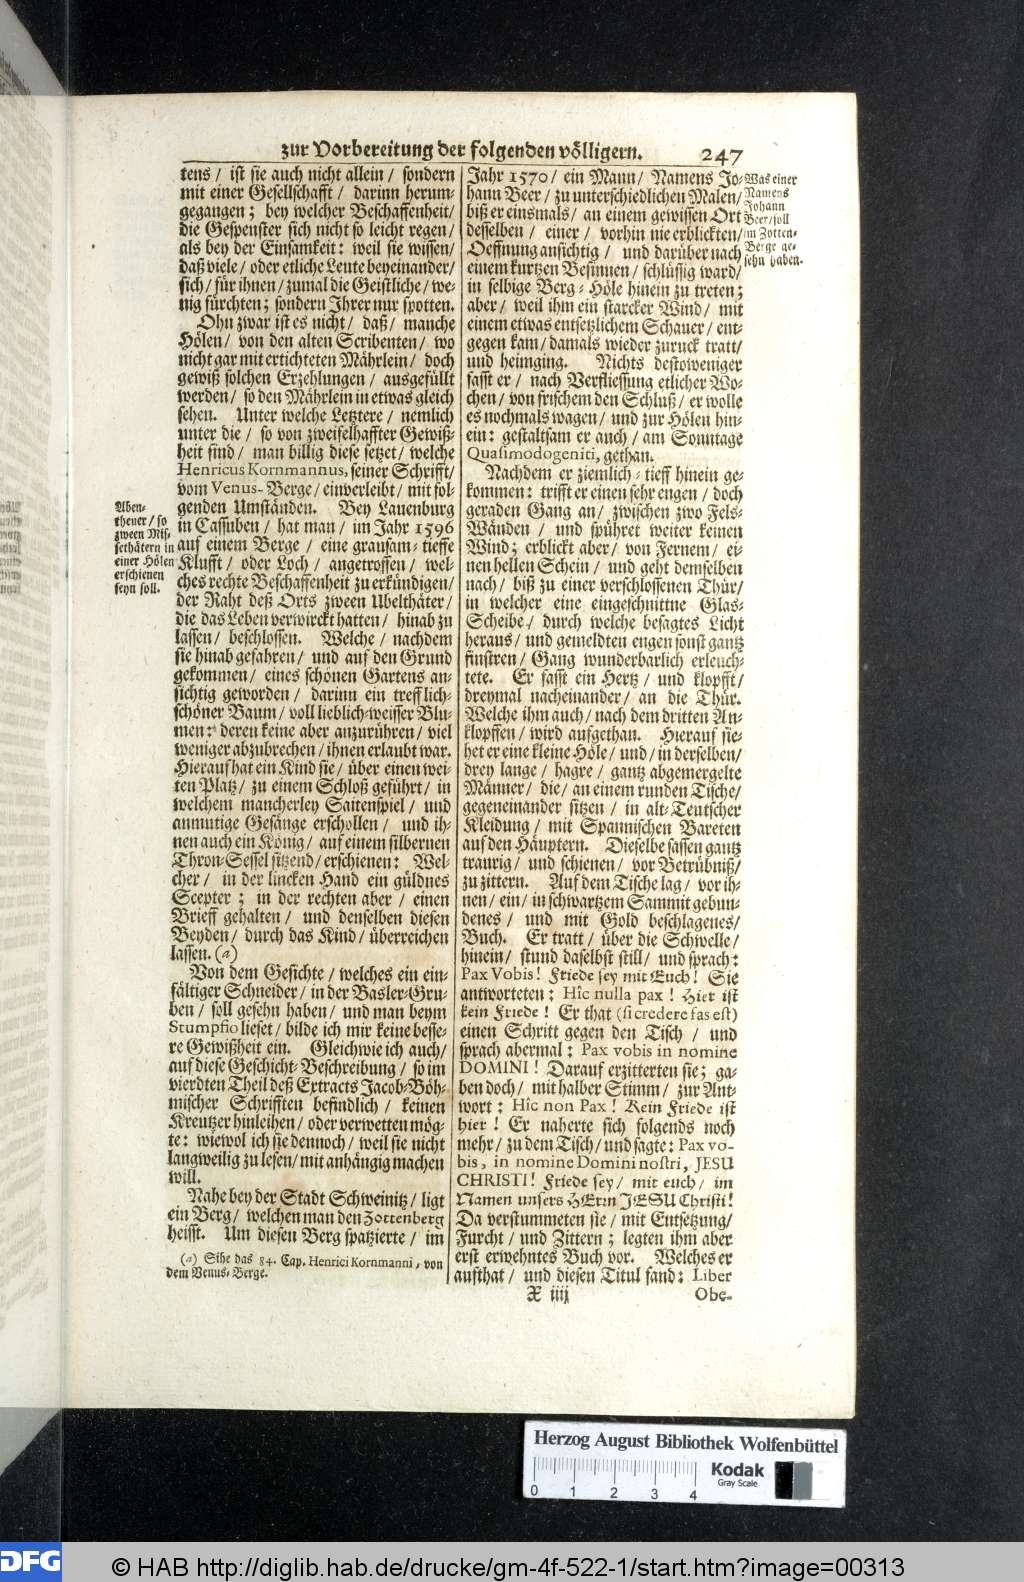 zur Vorbereitung der folgenden völligern. 247
tens / ist sie auch nicht allein / sondern
mit einer Gesellschafft / darinn herum-
gegangen ; bey welcher Beschaffenheit /
die Gespenster sich nicht so leicht regen /
als bey der Einsamkeit : weil sie wissen /
daß viele / oder etliche Leute beyeinander /
sich / für ihnen / zumal die Geistliche / we-
nig fürchten ; sondern Jhrer nur spotten.
Ohn zwar ist es nicht / daß / manche
Hölen / von den alten Scribenten / wo
nicht gar mit ertichteten Mährlein / doch
gewiß solchen Erzehlungen / ausgefüllt
werden / so den Mährlein in etwas gleich
sehen. Unter welche Letztere / nemlich
unter die / so von zweifelhaffter Gewiß-
heit sind / man billig diese setzet / welche
Henricus Kornmannus, seiner Schrifft /
vom Venus-Berge / einverleibt / mit fol-
genden Umständen. Bey Lauenburg
in Cassuben / hat man / im Jahr 1596
auf einem Berge / eine grausam-tieffe
Klufft / oder Loch / angetroffen / wel-
ches rechte Beschaffenheit zu erkündigen /
der Raht deß Orts zween Ubelthäter /
die das Leben verwirckt hatten / hinab zu
lassen / beschlossen. Welche / nachdem
sie hinab gefahren / und auf den Grund
gekommen / eines schönen Gartens an-
sichtig geworden / darinn ein trefflich-
schöner Baum / voll lieblich-weisser Blu-
men : deren keine aber anzurühren / viel
weniger abzubrechen / ihnen erlaubt war.
Hierauf hat ein Kind sie / über einen wei-
ten Platz / zu einem Schloß geführt / in
welchem mancherley Saitenspiel / und
anmutige Gesänge erschollen / und ih-
nen auch ein König / auf einem silbernen
Thron-Sessel sitzend / erschienen : Wel-
cher / in der lincken Hand ein güldnes
Scepter ; in der rechten aber / einen
Brieff gehalten / und denselben diesen
Beyden / durch das Kind / überreichen
lassen. (a)
Von dem Gesichte / welches ein ein-
fältiger Schneider / in der Basler-Gru-
ben / soll gesehn haben / und man beym
Stumpfio lieset / bilde ich mir keine besse-
re Gewißheit ein. Gleichwie ich auch /
auf diese Geschicht-Beschreibung / so im
vierdten Theil deß Extracts Jacob-Böh-
mischer Schrifften befindlich / keinen
Kreutzer hinleihen / oder verwetten mög-
te : wiewol ich sie dennoch / weil sie nicht
langweilig zu lesen / mit anhängig machen
will.
Nahe bey der Stadt Schweinitz / ligt
ein Berg / welchen man den Zottenberg
heisst. Um diesen Berg spatzierte / im
(a) Sihe das 84. Cap. Henrici Kornmanni, von
dem Venus-Berge.
Aben-
theuer / so
zween Mis-
sethätern in
einer Hölen
erschienen
seyn soll.
Jahr 1570 / ein Mann / Namens Jo-
hann Beer / zu unterschiedlichen Malen /
biß er einsmals / an einem gewissen Ort
desselben / einer / vorhin nie erblickten /
Oeffnung ansichtig / und darüber nach
einem kurtzen Besinnen / schlüssig ward /
in selbige Berg-Höle hinein zu treten ;
aber / weil ihm ein starcker Wind / mit
einem etwas entsetzlichem Schauer / ent-
gegen kam / damals wieder zuruck tratt /
und heimging. Nichts destoweniger
fasst er / nach Verfliessung etlicher Wo-
chen / von frischem den Schluß / er wolle
es nochmals wagen / und zur Hölen hin-
ein : gestaltsam er auch / am Sonntage
Quasimodogeniti, gethan.
Nachdem er ziemlich-tieff hinein ge-
kommen : trifft er einen sehr engen / doch
geraden Gang an / zwischen zwo Fels-
Wänden / und spühret weiter keinen
Wind ; erblickt aber / von Fernem / ei-
nen hellen Schein / und geht demselben
nach / biß zu einer verschlossenen Thür /
in welcher eine eingeschnittne Glas-
Scheibe / durch welche besagtes Licht
heraus / und gemeldten engen sonst gantz
finstren / Gang wunderbarlich erleuch-
tete. Er fasst ein Hertz / und klopfft /
dreymal nacheinander / an die Thür.
Welche ihm auch / nach dem dritten An-
klopffen / wird aufgethan. Hierauf sie-
het er eine kleine Höle / und / in derselben /
drey lange / hagre / gantz abgemergelte
Männer / die / an einem runden Tische /
gegeneinander sitzen / in alt-Teutscher
Kleidung / mit Spannischen Bareten
auf den Häuptern. Dieselbe sassen gantz
traurig / und schienen / vor Betrübniß /
zu zittern. Auf dem Tische lag / vor ih-
nen / ein / in schwartzem Sammit gebun-
denes / und mit Gold beschlagenes /
Buch. Er tratt / über die Schwelle /
hinein / stund daselbst still / und sprach :
Pax Vobis ! Friede sey mit Euch ! Sie
antworteten : Hîc nulla pax ! Hier ist
kein Friede ! Er that (si credere fas est)
einen Schritt gegen den Tisch / und
sprach abermal : Pax vobis in nomine
DOMINI ! Darauf erzitterten sie ; ga-
ben doch / mit halber Stimm / zur Ant-
wort : Hîc non Pax ! Kein Friede ist
hier ! Er naherte sich folgends noch
mehr / zu dem Tisch / und sagte : Pax vo-
bis, in nomine Domini nostri, JESU
CHRISTI ! Friede sey / mit euch / im
Namen unsers HErrn JESU Christi !
Da verstummeten sie / mit Entsetzung /
Furcht / und Zittern ; legten ihm aber
erst erwehntes Buch vor. Welches er
aufthat / und diesen Titul fand : Liber
X iiij Obe-
Was einer
Namens
Johann
Beer / soll
im Zotten-
Berge ge-
sehn haben.
Herzog August Bibliothek Wolfenbüttel
0 1 2 3 4
Kodak
Gray Scale
DFG
© HAB http://diglib.hab.de/drucke/gm-4f-522-1/start.htm?image=00313